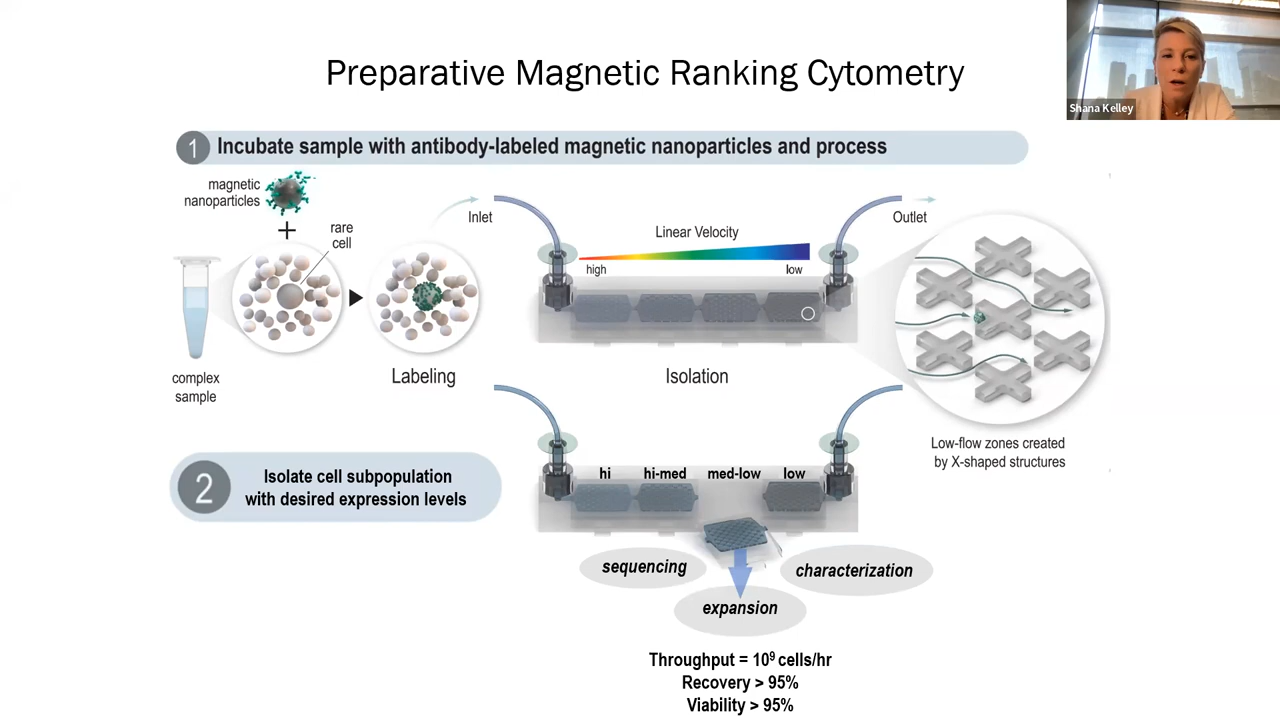 Preparative Magnetic Ranking Cytometry
Shana Kelley
1 Incubate sample with antibody-labeled magnetic nanoparticles and process
magnetic
nanoparticles
+
rare
cell
complex
sample
Labeling
Inlet
Linear Velocity
high
low
Isolation
Outlet
Low-flow zones created
by X-shaped structures
2
Isolate cell subpopulation
with desired expression levels
hi hi-med med-low low
sequencing
characterization
expansion
Throughput = 10⁹ cells/hr
Recovery > 95%
Viability > 95%